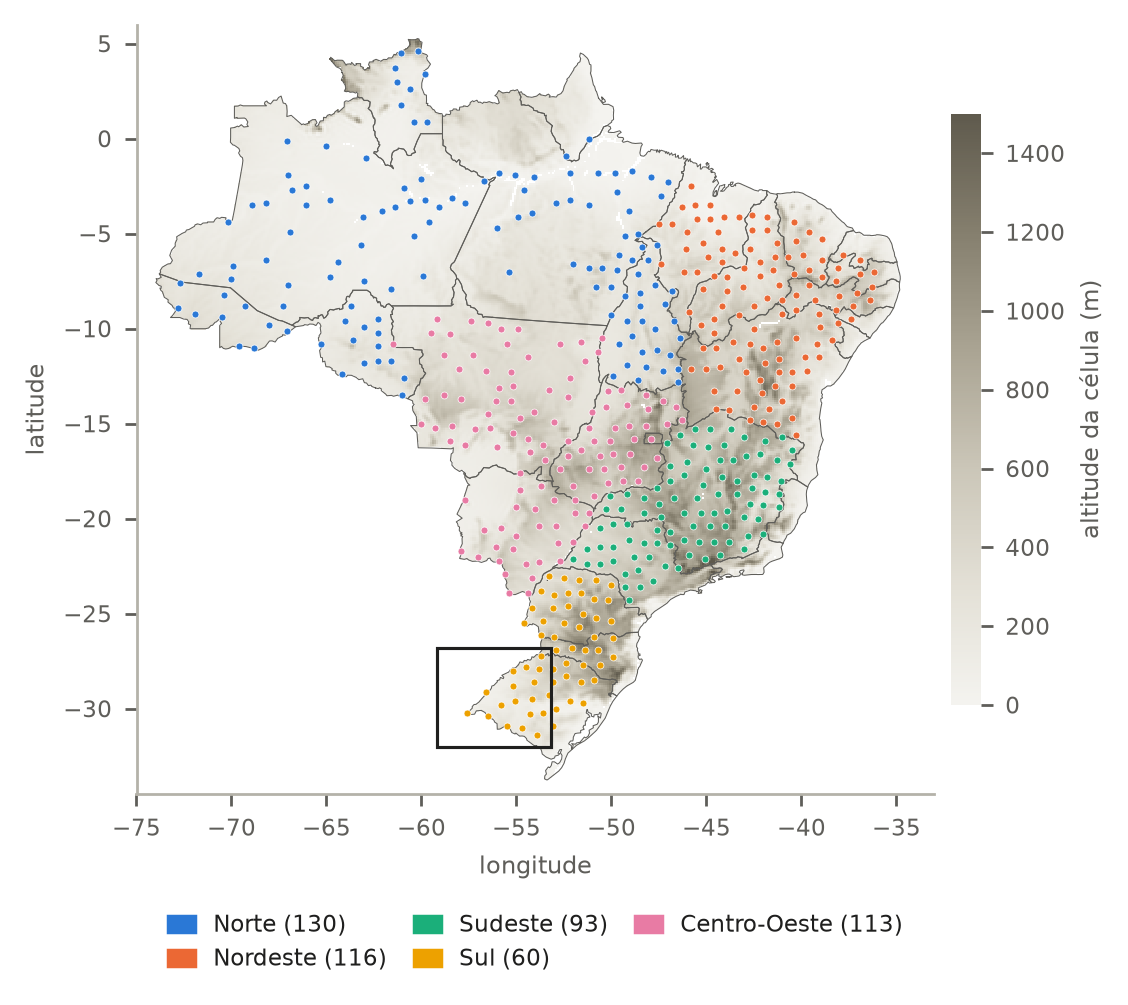 5
0
−5
−10
−15
−20
−25
−30
latitude
−75 −70 −65 −60 −55 −50 −45 −40 −35
longitude
1400
1200
1000
800
600
400
200
0
altitude da célula (m)
Norte (130) Sudeste (93) Centro-Oeste (113)
Nordeste (116) Sul (60)